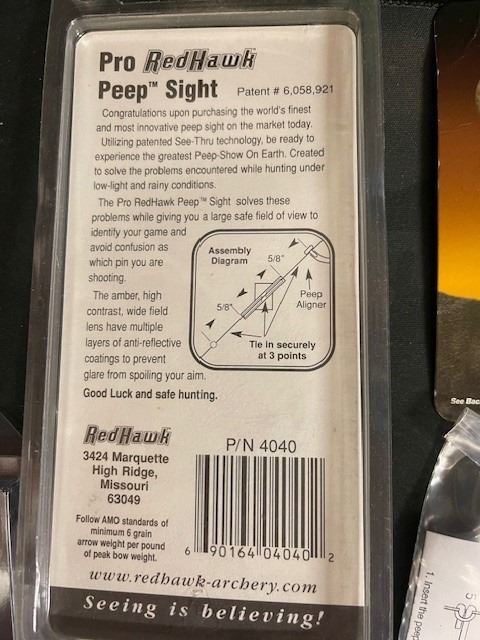 Pro RedHawk
Peep™ Sight Patent # 6,058,921
Congratulations upon purchasing the world's finest
and most innovative peep sight on the market today.
Utilizing patented See-Thru technology, be ready to
experience the greatest Peep-Show On Earth. Created
to solve the problems encountered while hunting under
low-light and rainy conditions.
The Pro RedHawk Peep™ Sight solves these
problems while giving you a large safe field of view to
identify your game and
avoid confusion as
which pin you are
shooting.
The amber, high
contrast, wide field
lens have multiple
layers of anti-reflective
coatings to prevent
glare from spoiling your aim.
Good Luck and safe hunting.
Assembly
Diagram
5/8"
5/8"
Peep
Aligner
Tie in securely
at 3 points
RedHawk
3424 Marquette
High Ridge,
Missouri
63049
Follow AMO standards of
minimum 6 grain
arrow weight per pound
of peak bow weight.
P/N 4040
6 90164 04040 2
www.redhawk-archery.com
Seeing is believing!
See Bac
1. Insert the peep
5